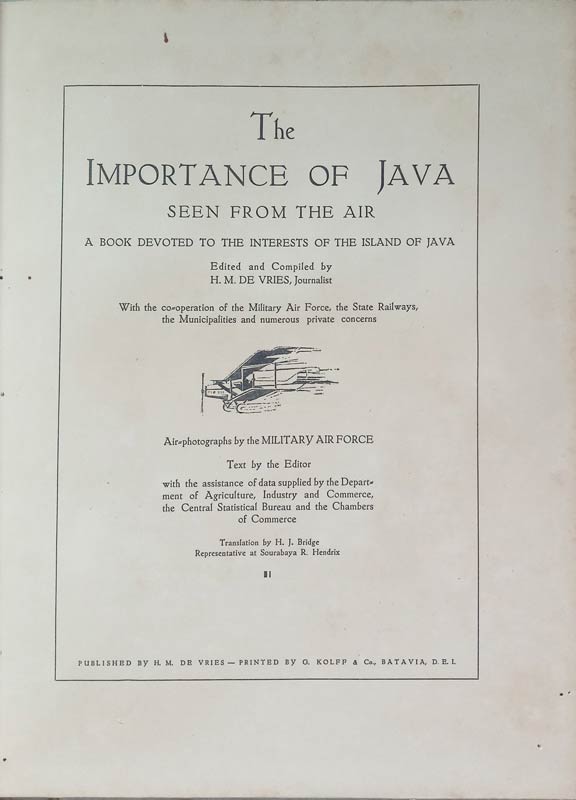 The
IMPORTANCE OF JAVA
SEEN FROM THE AIR
A BOOK DEVOTED TO THE INTERESTS OF THE ISLAND OF JAVA
Edited and Compiled by
H. M. DE VRIES, Journalist
With the co-operation of the Military Air Force, the State Railways,
the Municipalities and numerous private concerns
Air-photographs by the MILITARY AIR FORCE
Text by the Editor
with the assistance of data supplied by the Depart-
ment of Agriculture, Industry and Commerce,
the Central Statistical Bureau and the Chambers
of Commerce
Translation by H. J. Bridge
Representative at Sourabaya R. Hendrix
PUBLISHED BY H. M. DE VRIES — PRINTED BY G. KOLFF & Co., BATAVIA, D. E. I.